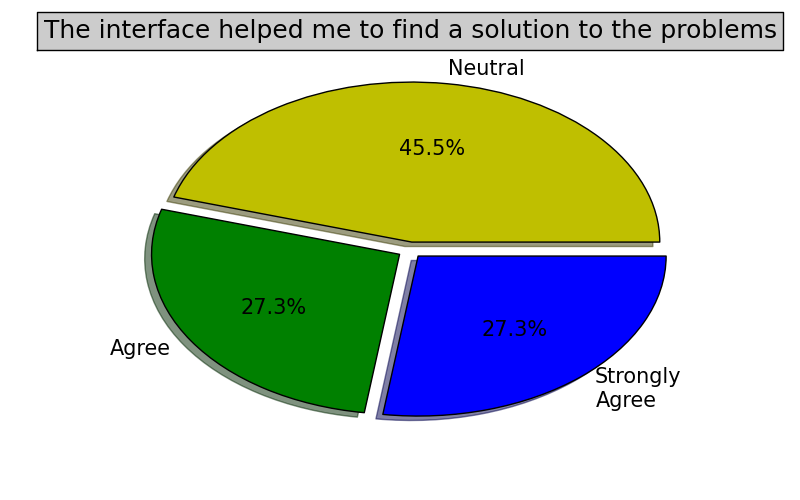 The interface helped me to find a solution to the problems
Neutral
45.5%
27.3%
27.3%
Agree
Strongly
Agree